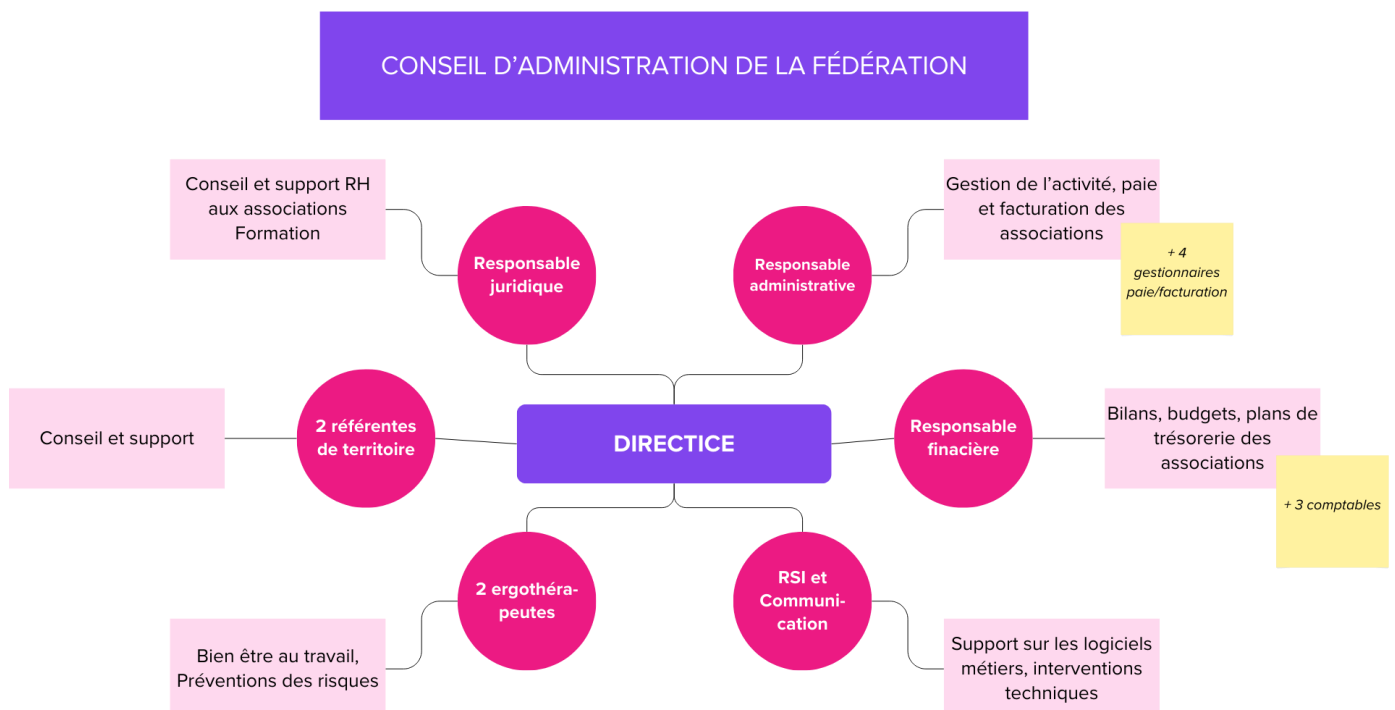 CONSEIL D’ADMINISTRATION DE LA FÉDÉRATION
Conseil et support RH
aux associations
Formation
Responsable
juridique
Responsable
administrative
Gestion de l’activité, paie
et facturation des
associations
+ 4
gestionnaires
paie/facturation
Conseil et support
2 référentes
de territoire
DIRECTICE
Responsable
finacière
Bilans, budgets, plans de
trésorerie des
associations
+ 3 comptables
2 ergothéra-
peutes
RSI et
Communi-
cation
Bien être au travail,
Préventions des risques
Support sur les logiciels
métiers, interventions
techniques